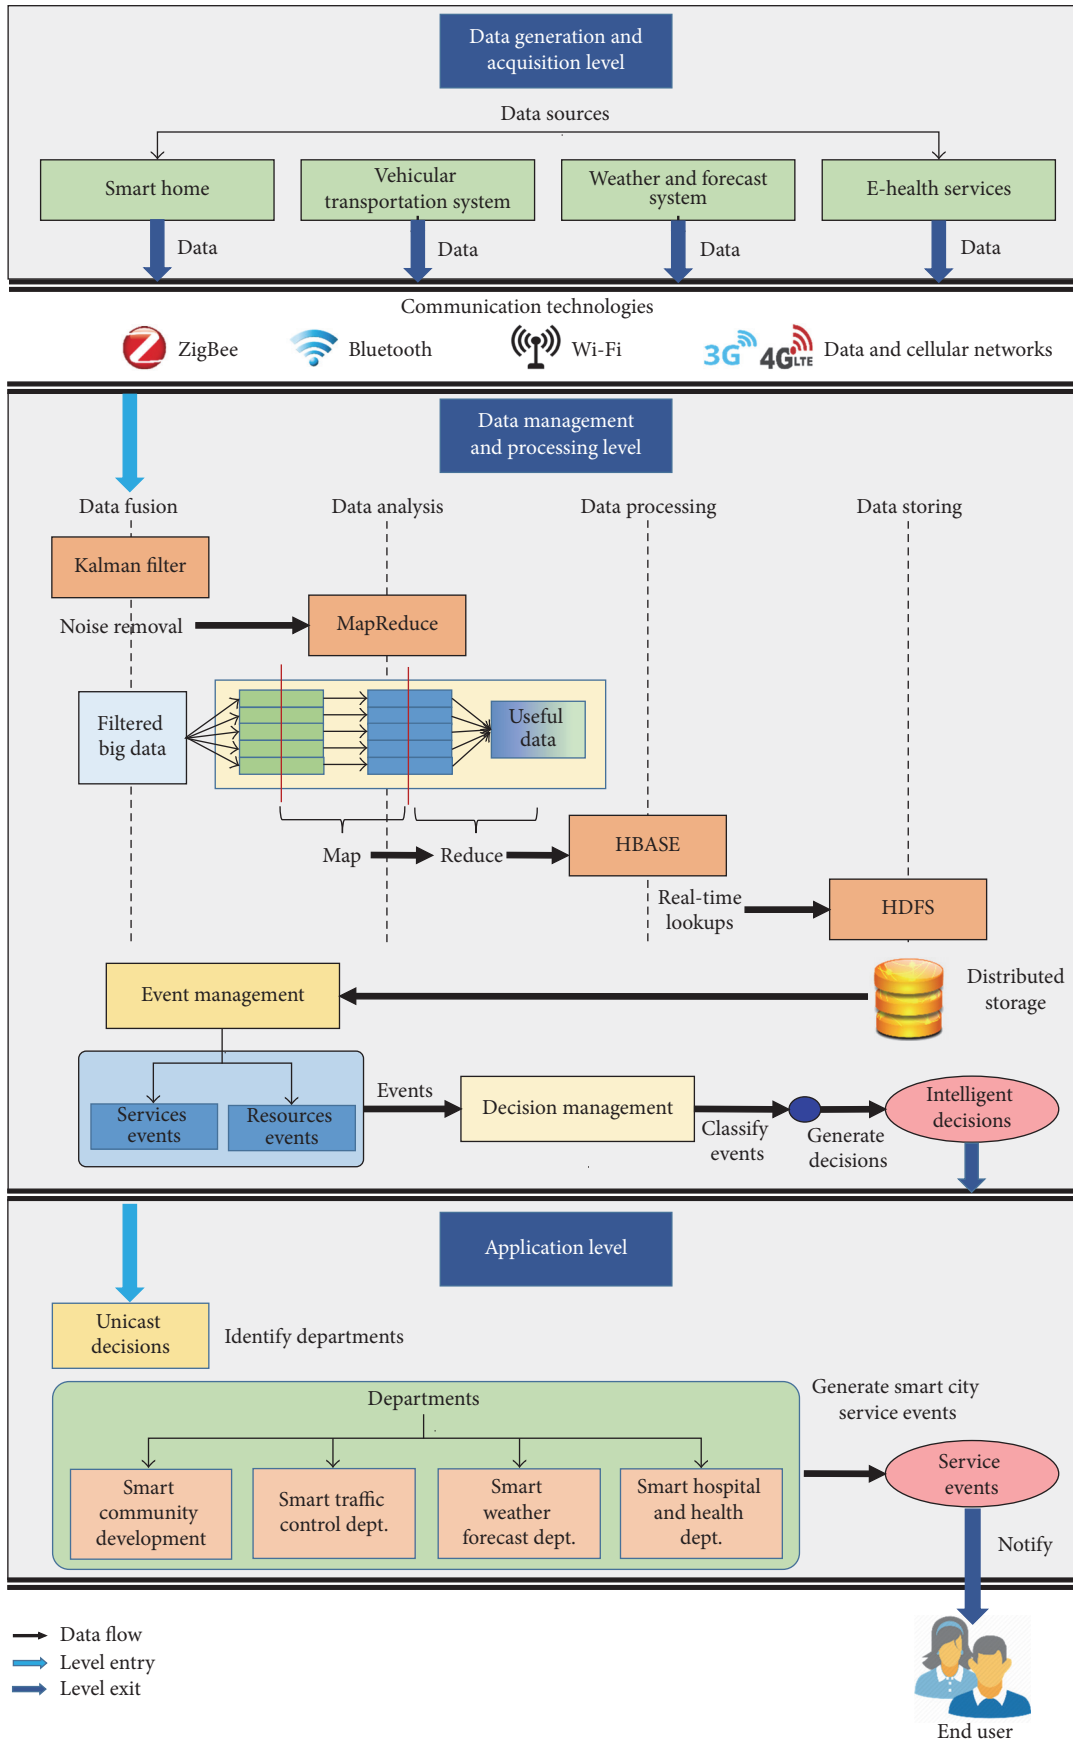 Data generation and
acquisition level
Data sources
Smart home
Vehicular
transportation system
Weather and forecast
system
E-health services
Data
Data
Data
Data
Communication technologies
Z
ZigBee
Bluetooth
Wi-Fi
3G
4G LTE
Data and cellular networks
Data management
and processing level
Data fusion
Data analysis
Data processing
Data storing
Kalman filter
Noise removal
MapReduce
Filtered
big data
Useful
data
Map
Reduce
HBASE
Real-time
lookups
HDFS
Event management
Distributed
storage
Services
events
Resources
events
Events
Decision management
Classify
events
Generate
decisions
Intelligent
decisions
Application level
Unicast
decisions
Identify departments
Departments
Smart
community
development
Smart traffic
control dept.
Smart
weather
forecast dept.
Smart hospital
and health
dept.
Generate smart city
service events
Service
events
Notify
Data flow
Level entry
Level exit
End user